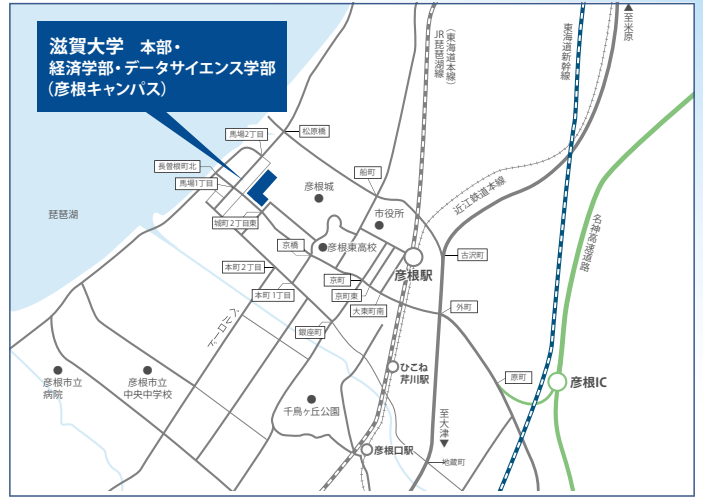 滋賀大学 本部・
経済学部・データサイエンス学部
(彦根キャンパス)
至米原
JR琵琶湖線
(東海道本線)
東海道新幹線
馬場2丁目
松原橋
長曽根町北
馬場1丁目
船町
彦根城
近江鉄道本線
琵琶湖
城町2丁目東
市役所
名神高速道路
京橋
彦根東高校
彦根駅
古沢町
本町2丁目
京町
本町1丁目
京町東
大東町南
外町
ベルロード
銀座町
彦根市立
病院
彦根市立
中央中学校
ひこね
芹川駅
原町
彦根IC
千鳥ヶ丘公園
至大津
彦根口駅
地蔵町